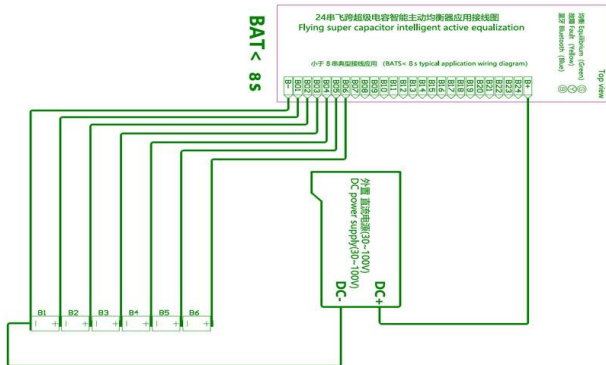 24串飞跨超级电容智能主动均衡器应用接线图
Flying super capacitor intelligent active equalization
小于 8 串典型接线应用 (BATS< 8 s typical application wiring diagram)
均衡 Equilibrium (Green) G
故障 Fault (Yellow) Y
蓝牙 Bluetooth (Blue) B
Top view
BAT< 8S
B- B01 B02 B03 B04 B05 B06 B07 B08 B09 B10 B11 B12 B13 B14 B15 B16 B17 B18 B19 B20 B21 B22 B23 B24 B+
外置 直流电源(30~100V)
DC power supply(30~100V)
DC-
DC+
B1 B2 B3 B4 B5 B6
- + - + - + - + - + - +